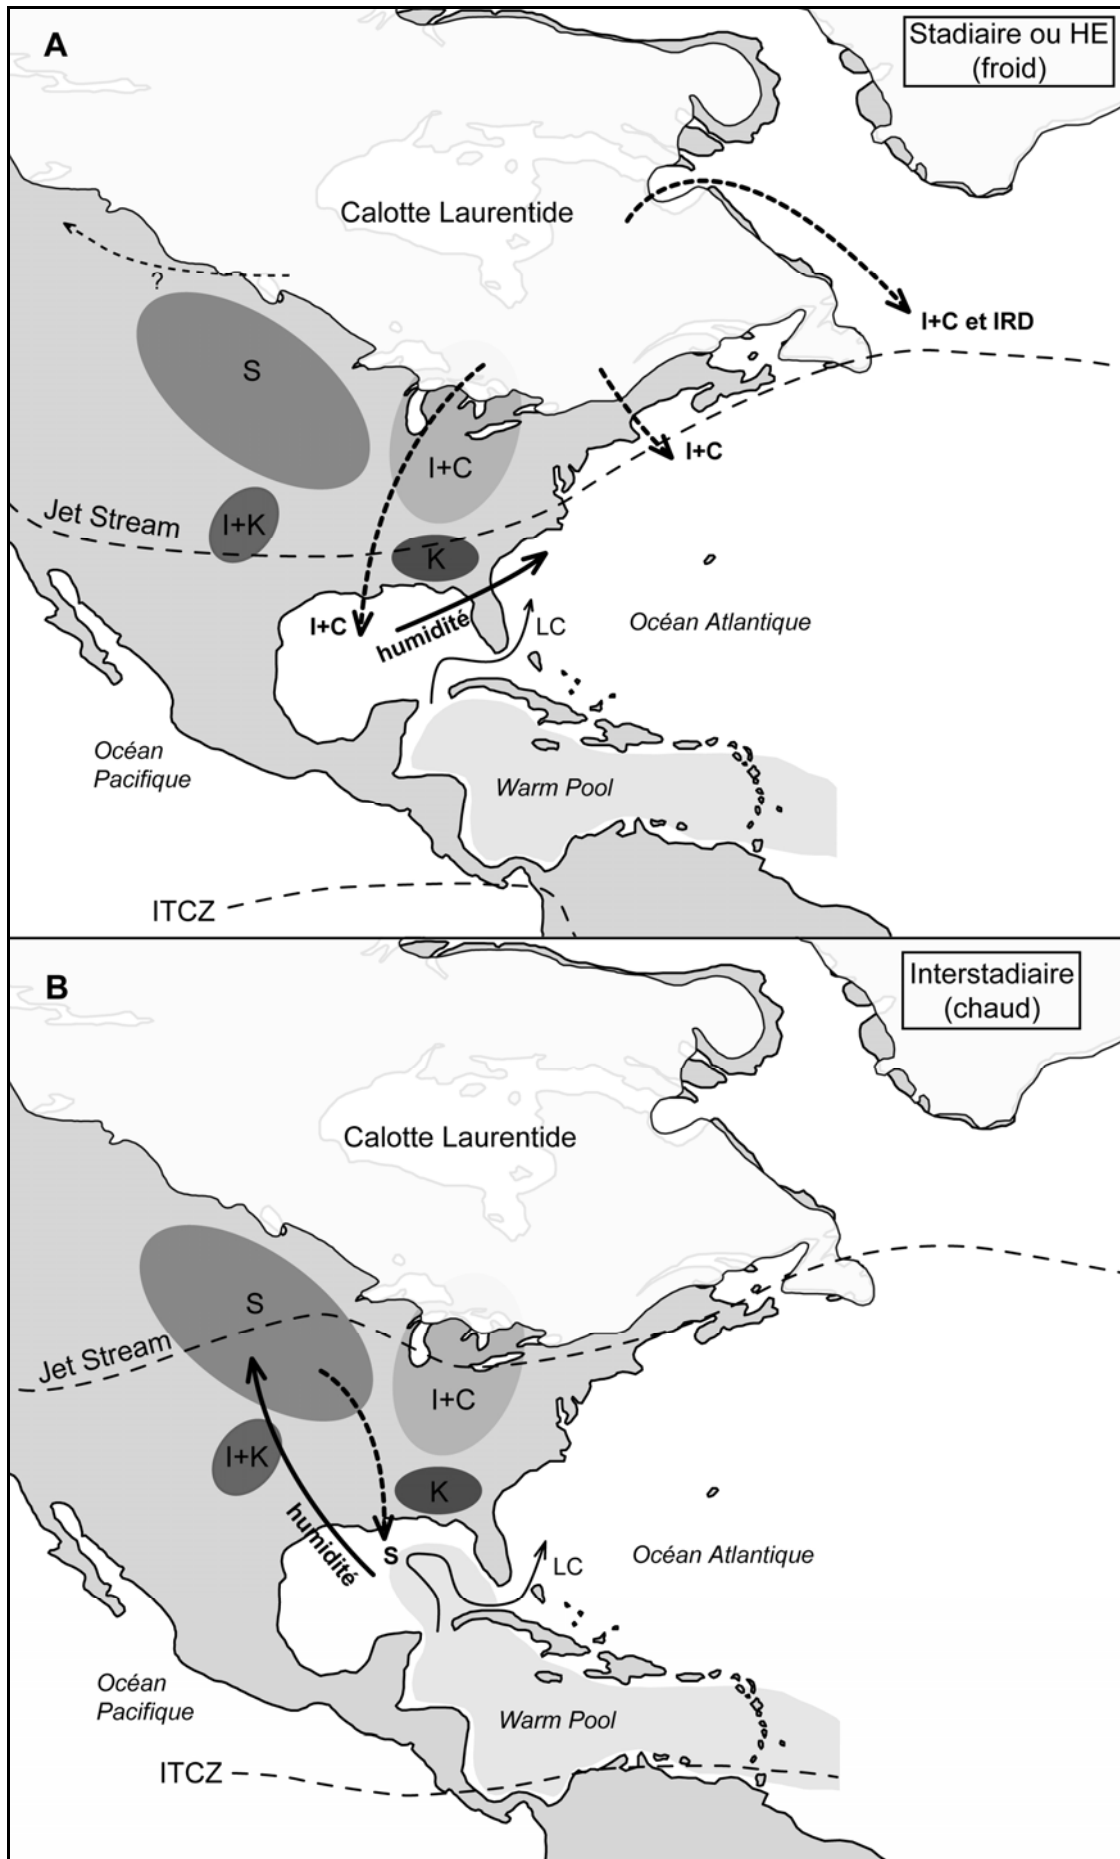 A
Stadiaire ou HE
(froid)
Calotte Laurentide
?
I+C et IRD
S
I+C
I+C
Jet Stream
I+K
K
I+C
humidité
LC
Océan Atlantique
Océan
Pacifique
Warm Pool
ITCZ
B
Interstadiaire
(chaud)
Calotte Laurentide
S
Jet Stream
I+C
I+K
K
humidité
S
LC
Océan Atlantique
Océan
Pacifique
Warm Pool
ITCZ